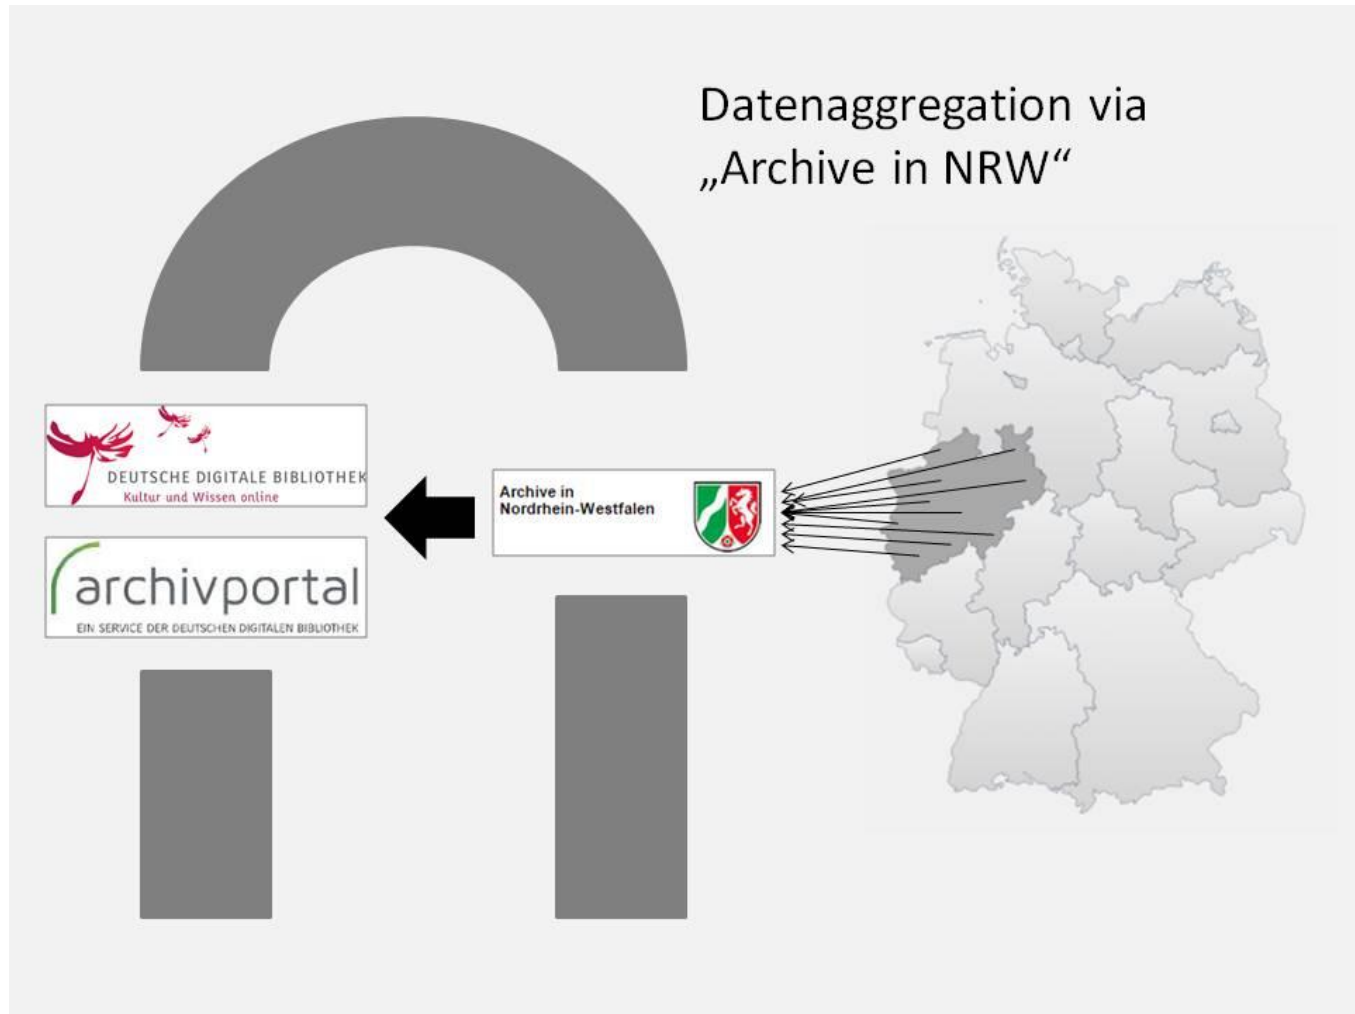 Datenaggregation via
„Archive in NRW“
DEUTSCHE DIGITALE BIBLIOTHEK
Kultur und Wissen online
Archive in
Nordrhein-Westfalen
archivportal
EIN SERVICE DER DEUTSCHEN DIGITALEN BIBLIOTHEK